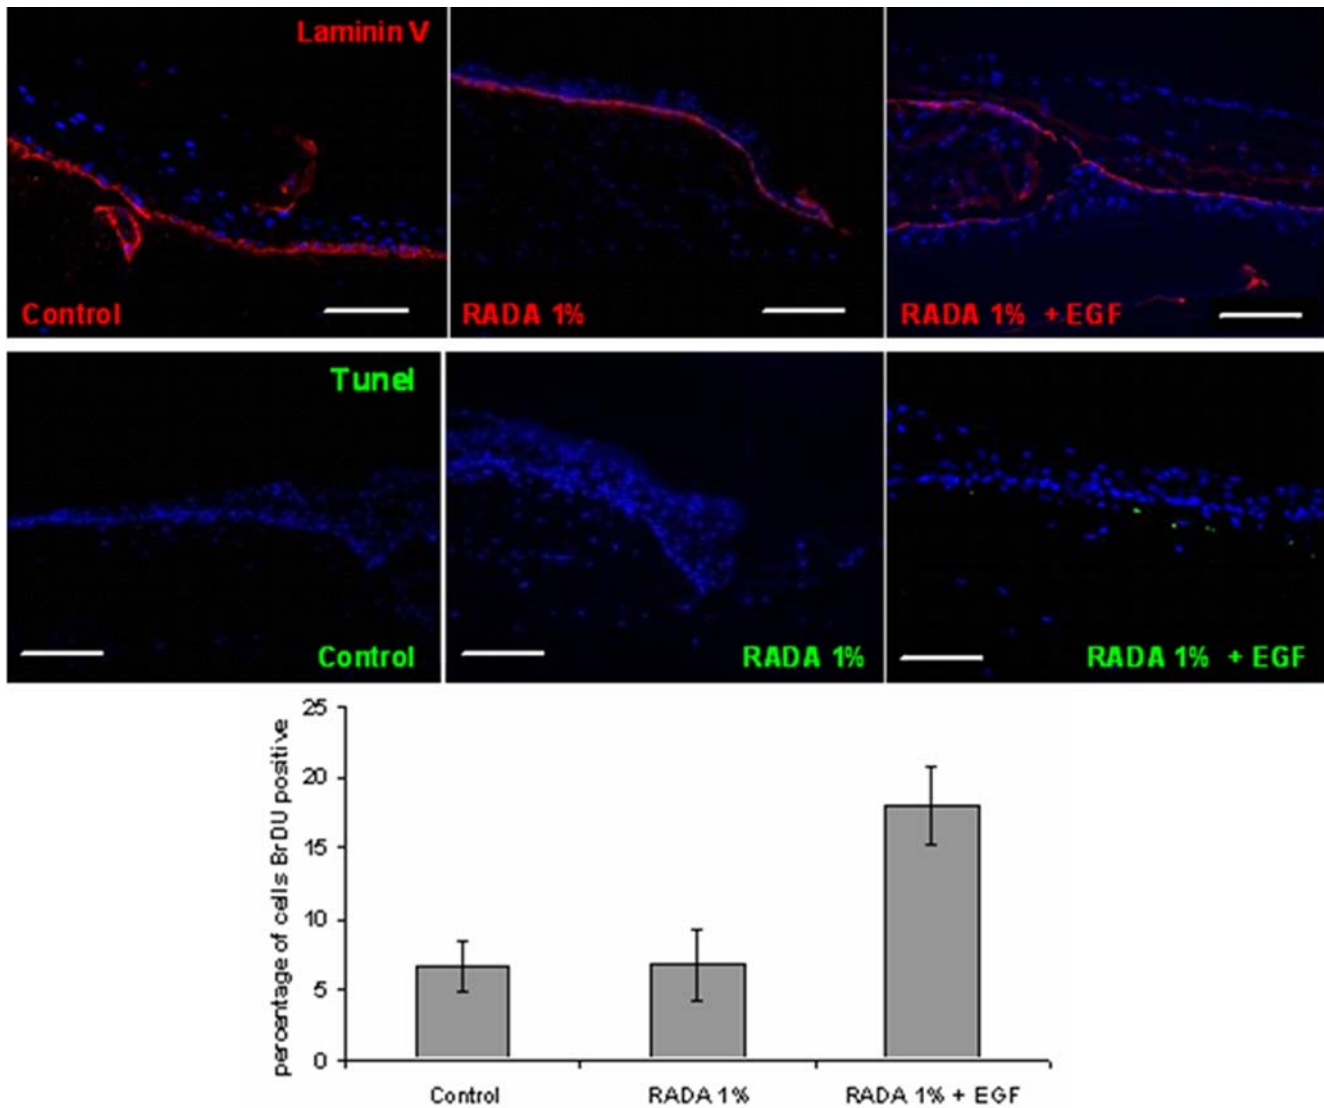 Laminin V
Control
RADA 1%
RADA 1% + EGF
Tunel
Control
RADA 1%
RADA 1% + EGF
percentage of cells BrDU positive
25
20
15
10
5
0
Control
RADA 1%
RADA 1% + EGF